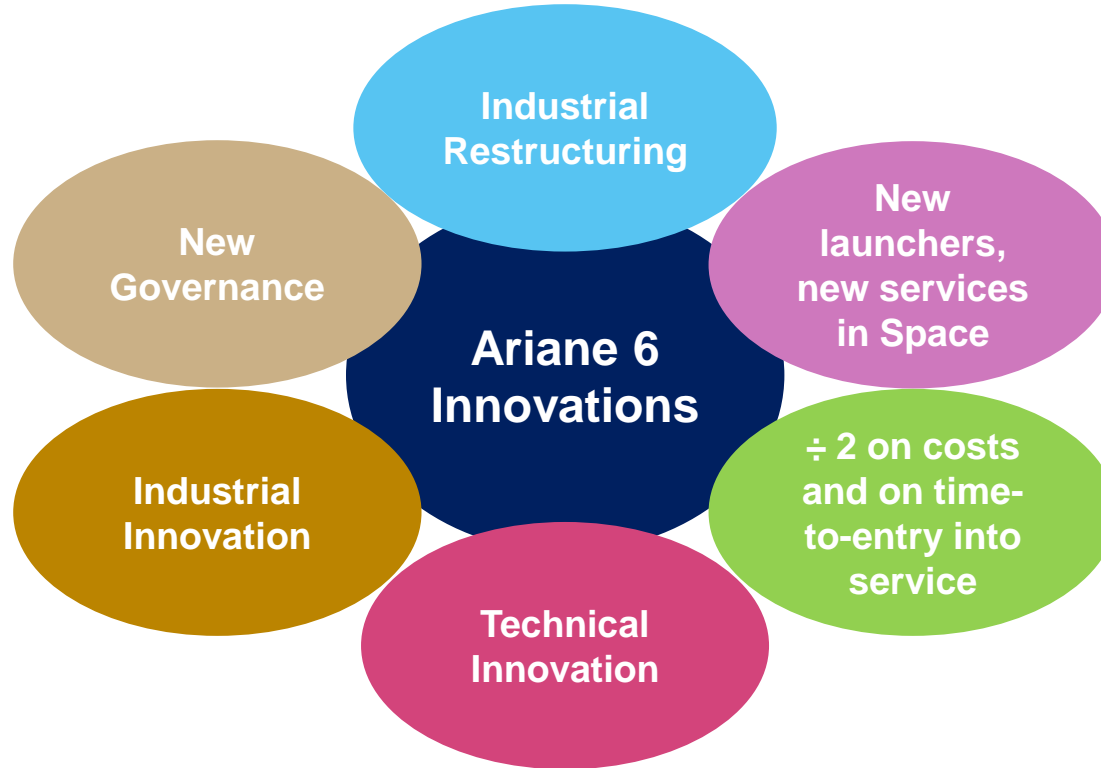 Industrial
Restructuring
New
launchers,
new services
in Space
÷ 2 on costs
and on time-
to-entry into
service
Technical
Innovation
Industrial
Innovation
New
Governance
Ariane 6
Innovations